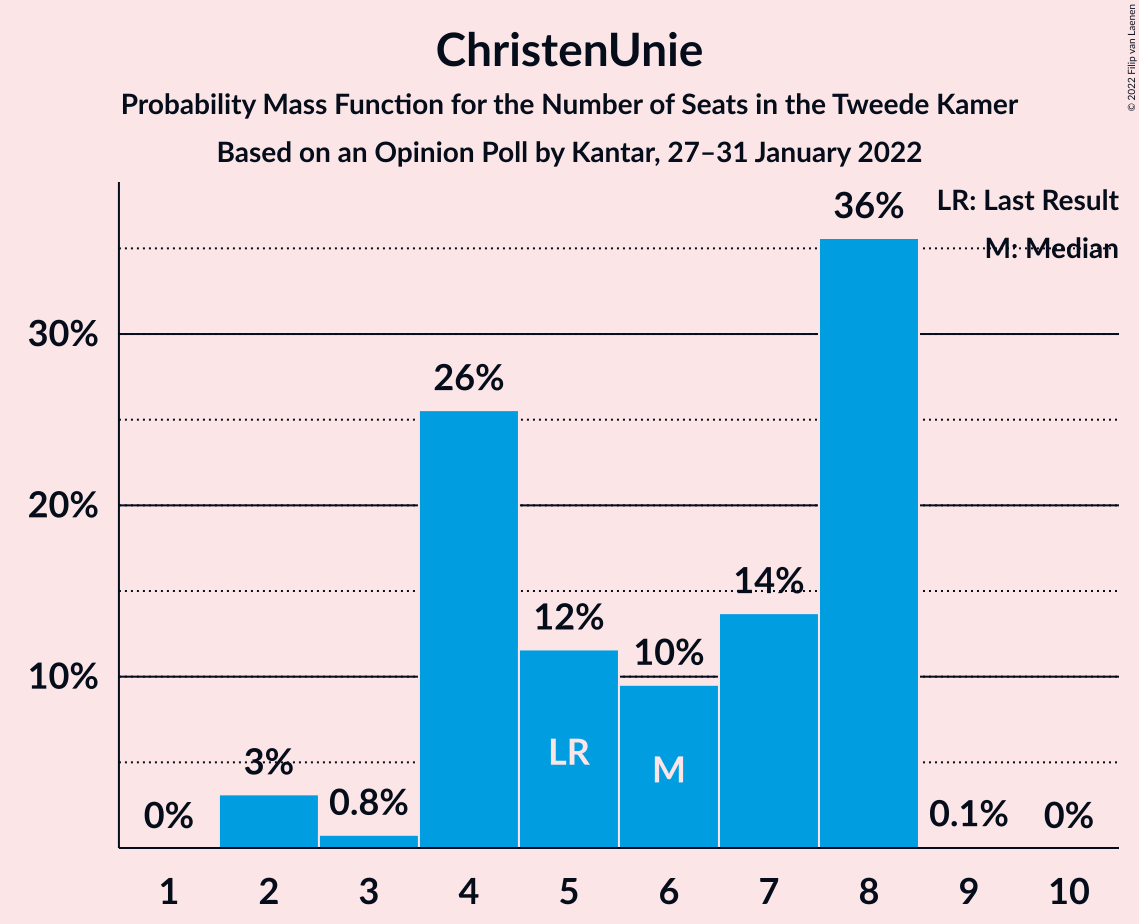 ChristenUnie
Probability Mass Function for the Number of Seats in the Tweede Kamer
Based on an Opinion Poll by Kantar, 27–31 January 2022
© 2022 Filip van Laenen
LR: Last Result
M: Median
30%
20%
10%
0%
3%
0.8%
26%
12%
10%
14%
36%
0.1%
0%
LR
M
1 2 3 4 5 6 7 8 9 10